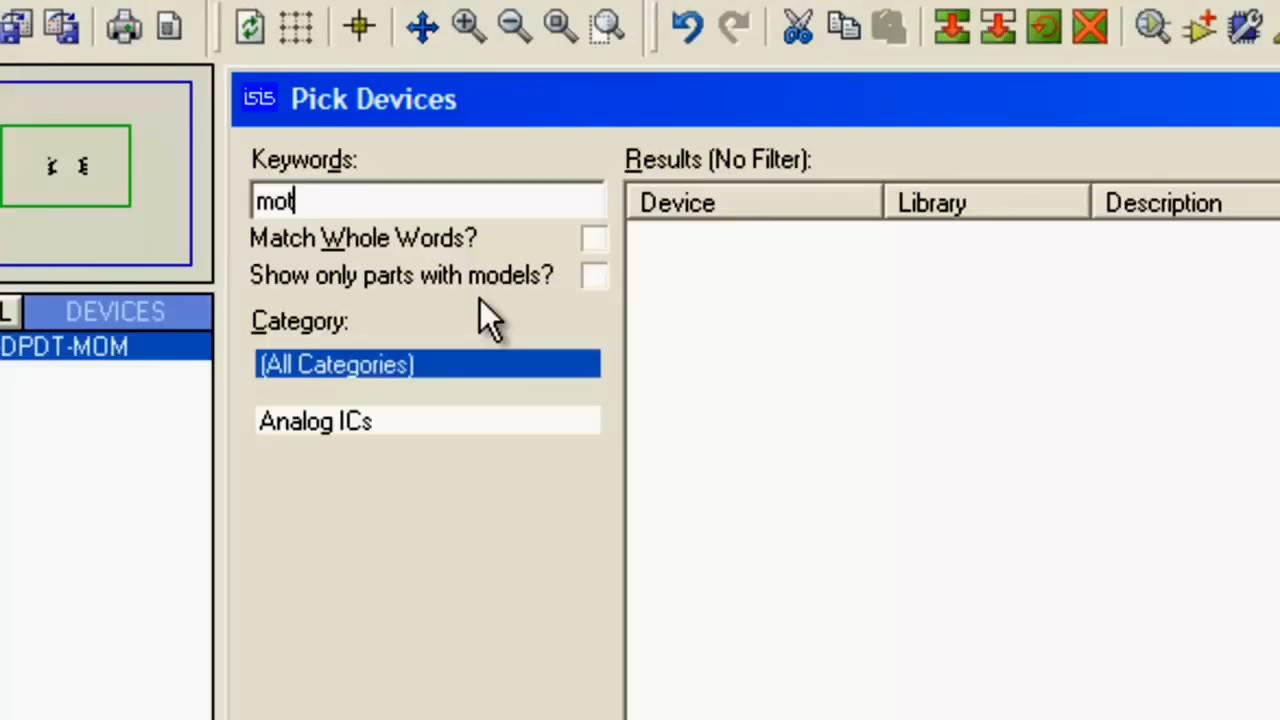 isis Pick Devices
Keywords:
Results (No Filter):
mot
Device
Library
Description
Match Whole Words?
Show only parts with models?
Category:
L
DEVICES
DPDT-MOM
(All Categories)
Analog ICs